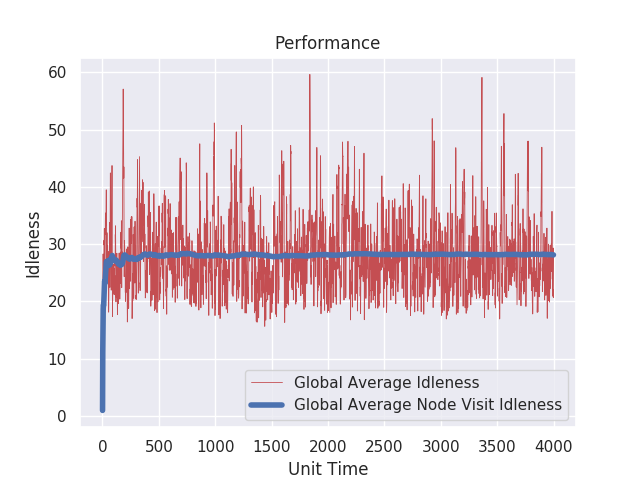 Performance
60
50
40
30
20
10
0
Idleness
Global Average Idleness
Global Average Node Visit Idleness
0 500 1000 1500 2000 2500 3000 3500 4000
Unit Time